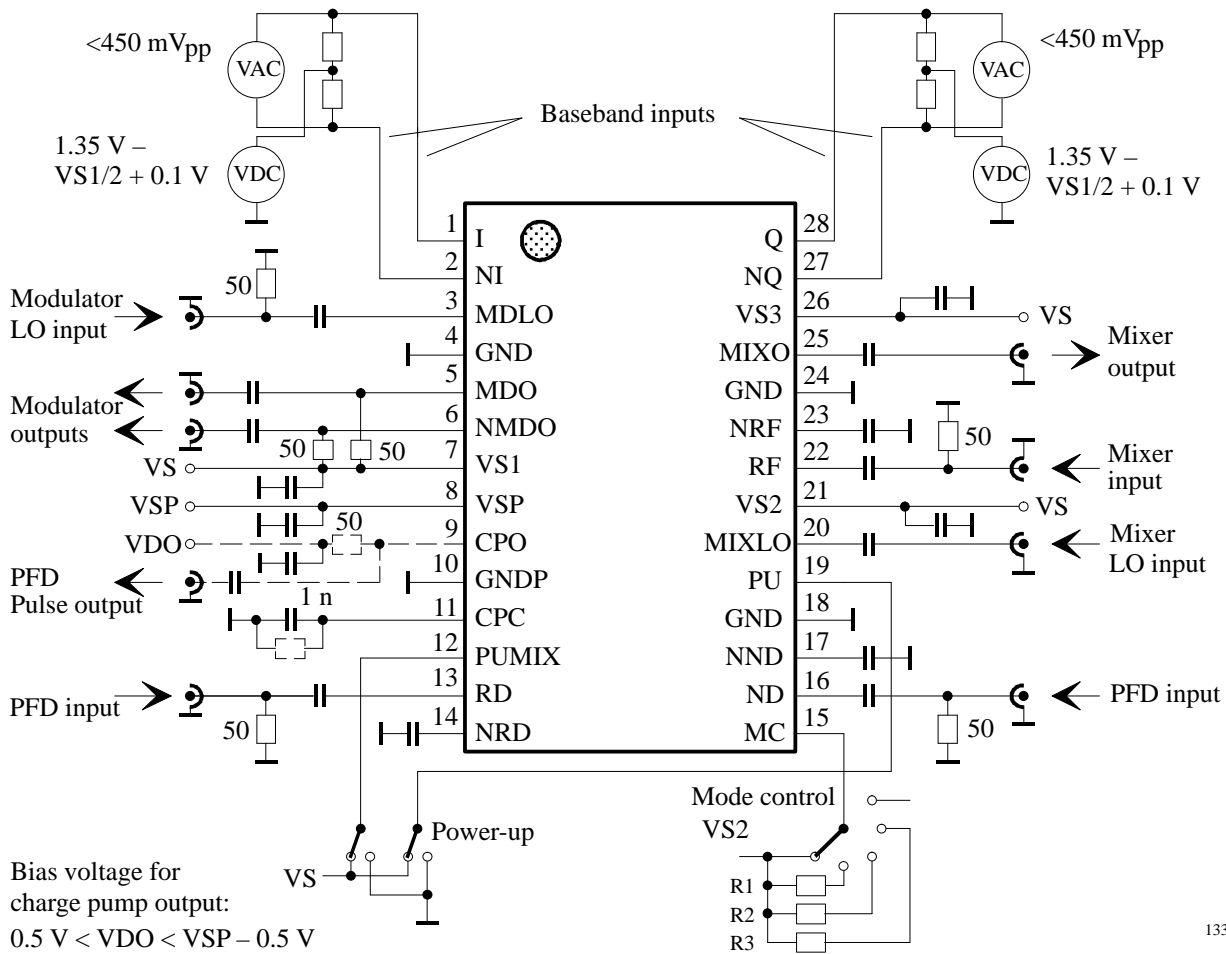 <450 mVpp
VAC
1.35 V –
VS1/2 + 0.1 V
VDC
Baseband inputs
<450 mVpp
VAC
1.35 V –
VS1/2 + 0.1 V
VDC
1 I
2 NI
3 MDLO
4 GND
5 MDO
6 NMDO
7 VS1
8 VSP
9 CPO
10 GNDP
11 CPC
12 PUMIX
13 RD
14 NRD
28 Q
27 NQ
26 VS3
25 MIXO
24 GND
23 NRF
22 RF
21 VS2
20 MIXLO
19 PU
18 GND
17 NND
16 ND
15 MC
50
Modulator
LO input
Modulator
outputs
50
50
VS
VSP
50
VDO
PFD
Pulse output
1 n
PFD input
50
VS
Mixer
output
50
Mixer
input
VS
Mixer
LO input
PFD input
50
Power-up
VS
Mode control
VS2
R1
R2
R3
Bias voltage for
charge pump output:
0.5 V < VDO < VSP – 0.5 V
133